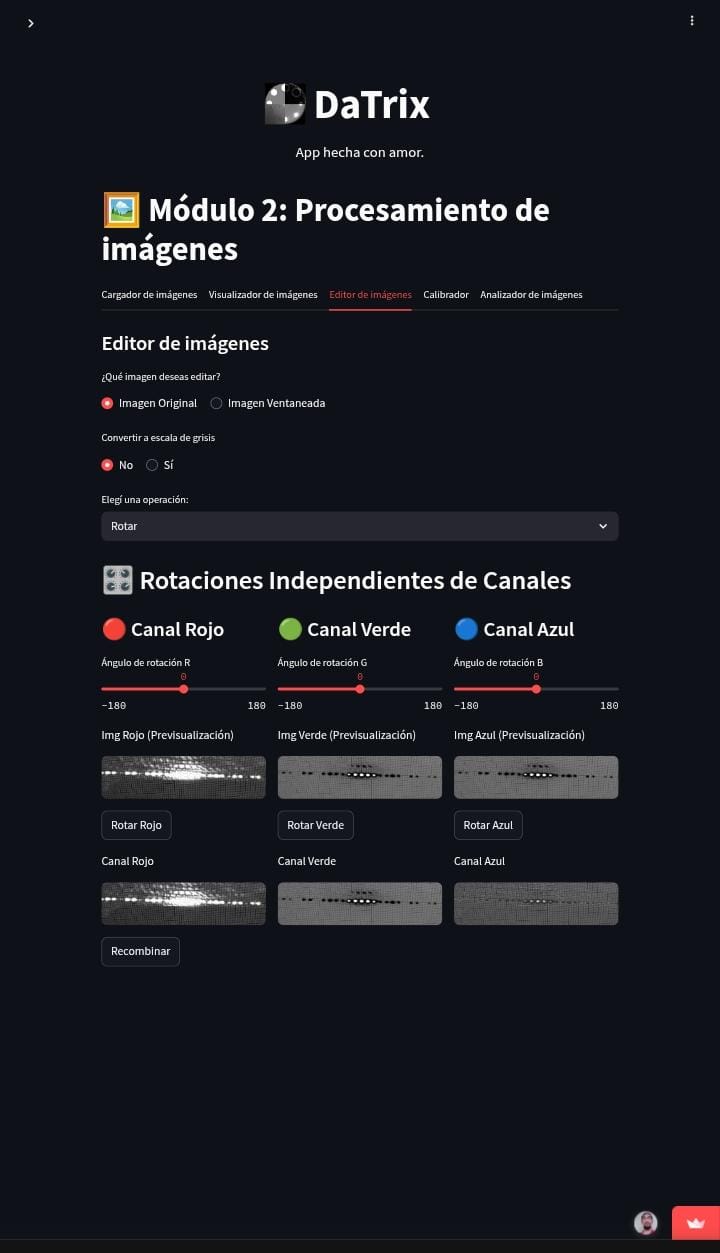 DaTrix
App hecha con amor.
Módulo 2: Procesamiento de
imágenes
Cargador de imágenes Visualizador de imágenes Editor de imágenes Calibrador Analizador de imágenes
Editor de imágenes
¿Qué imagen deseas editar?
Imagen Original Imagen Ventaneada
Convertir a escala de grisis
No Sí
Elegí una operación:
Rotar
Rotaciones Independientes de Canales
Canal Rojo Canal Verde Canal Azul
Ángulo de rotación R Ángulo de rotación G Ángulo de rotación B
0 0 0
-180 180 -180 180 -180 180
Img Rojo (Previsualización) Img Verde (Previsualización) Img Azul (Previsualización)
Rotar Rojo Rotar Verde Rotar Azul
Canal Rojo Canal Verde Canal Azul
Recombinar